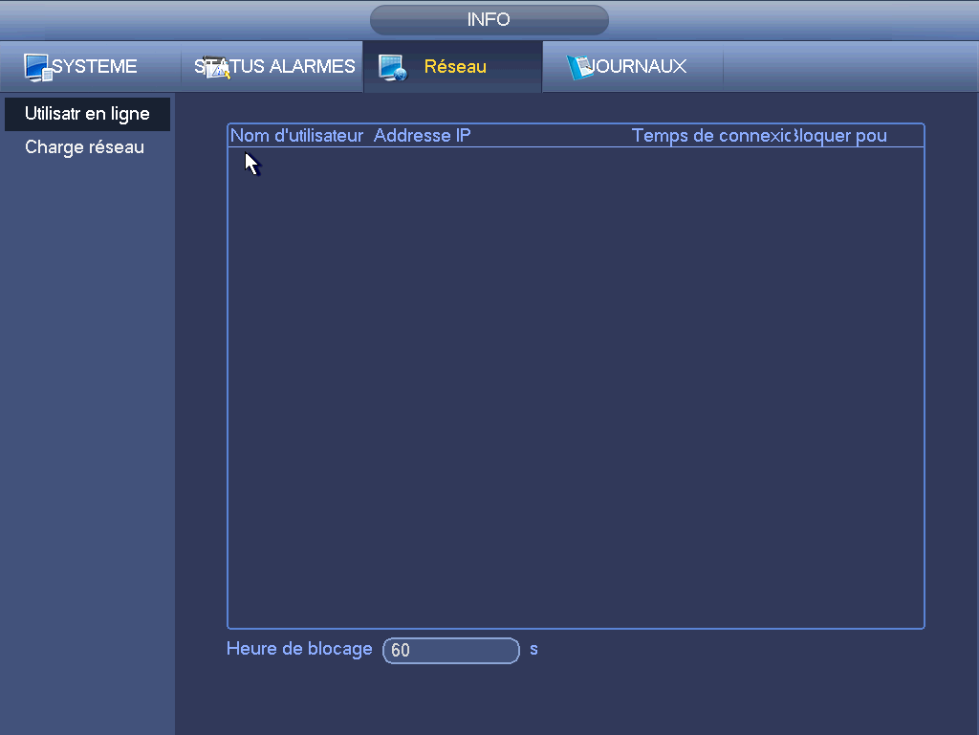 INFO
SYSTEME STATUS ALARMES Réseau JOURNAUX
Utilisatr en ligne
Charge réseau
Nom d'utilisateur Addresse IP Temps de connexic Bloquer pou
Heure de blocage 60 s